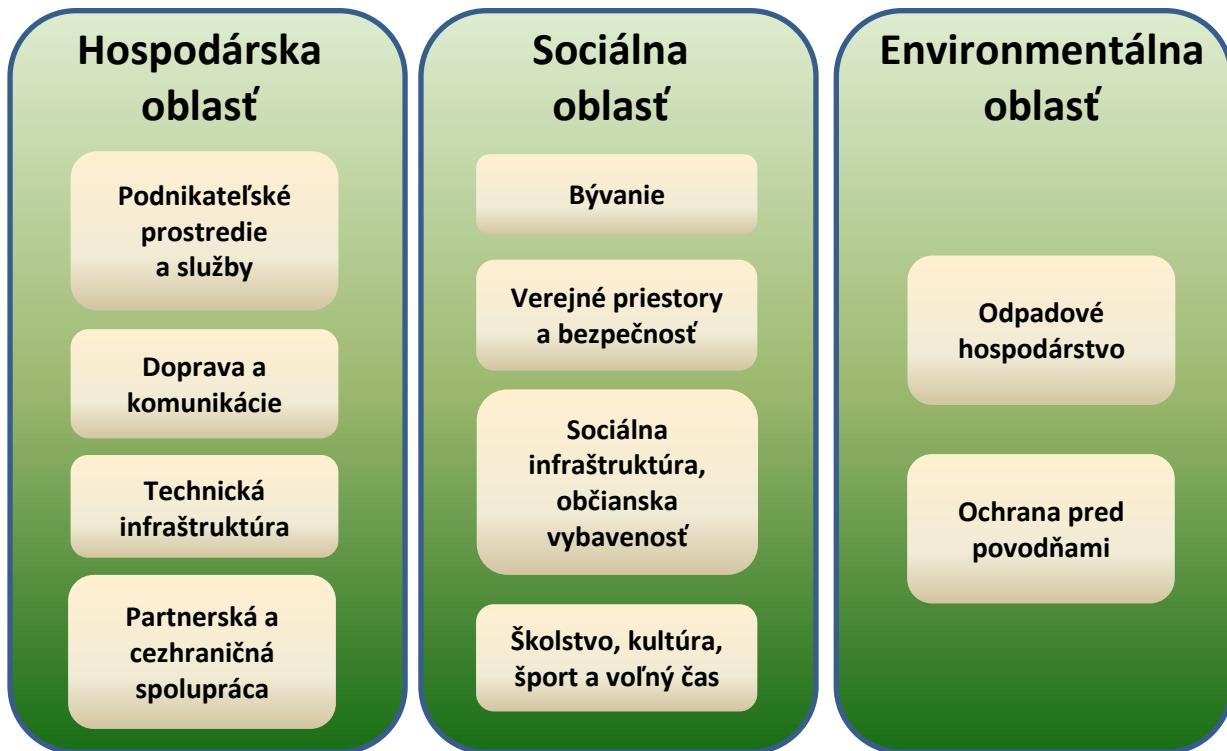 Hospodárska
oblasť
Podnikateľské
prostredie
a služby
Doprava a
komunikácie
Technická
infraštruktúra
Partnerská a
cezhraničná
spolupráca
Sociálna
oblasť
Bývanie
Verejné priestory
a bezpečnosť
Sociálna
infraštruktúra,
občianska
vybavenosť
Školstvo, kultúra,
šport a voľný čas
Environmentálna
oblasť
Odpadové
hospodárstvo
Ochrana pred
povodňami